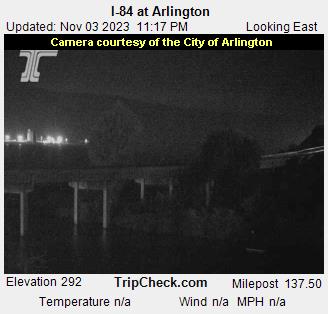 I-84 at Arlington
Updated: Nov 03 2023 11:17 PM Looking East
Camera courtesy of the City of Arlington
Elevation 292 TripCheck.com Milepost 137.50
Temperature n/a Wind n/a MPH n/a